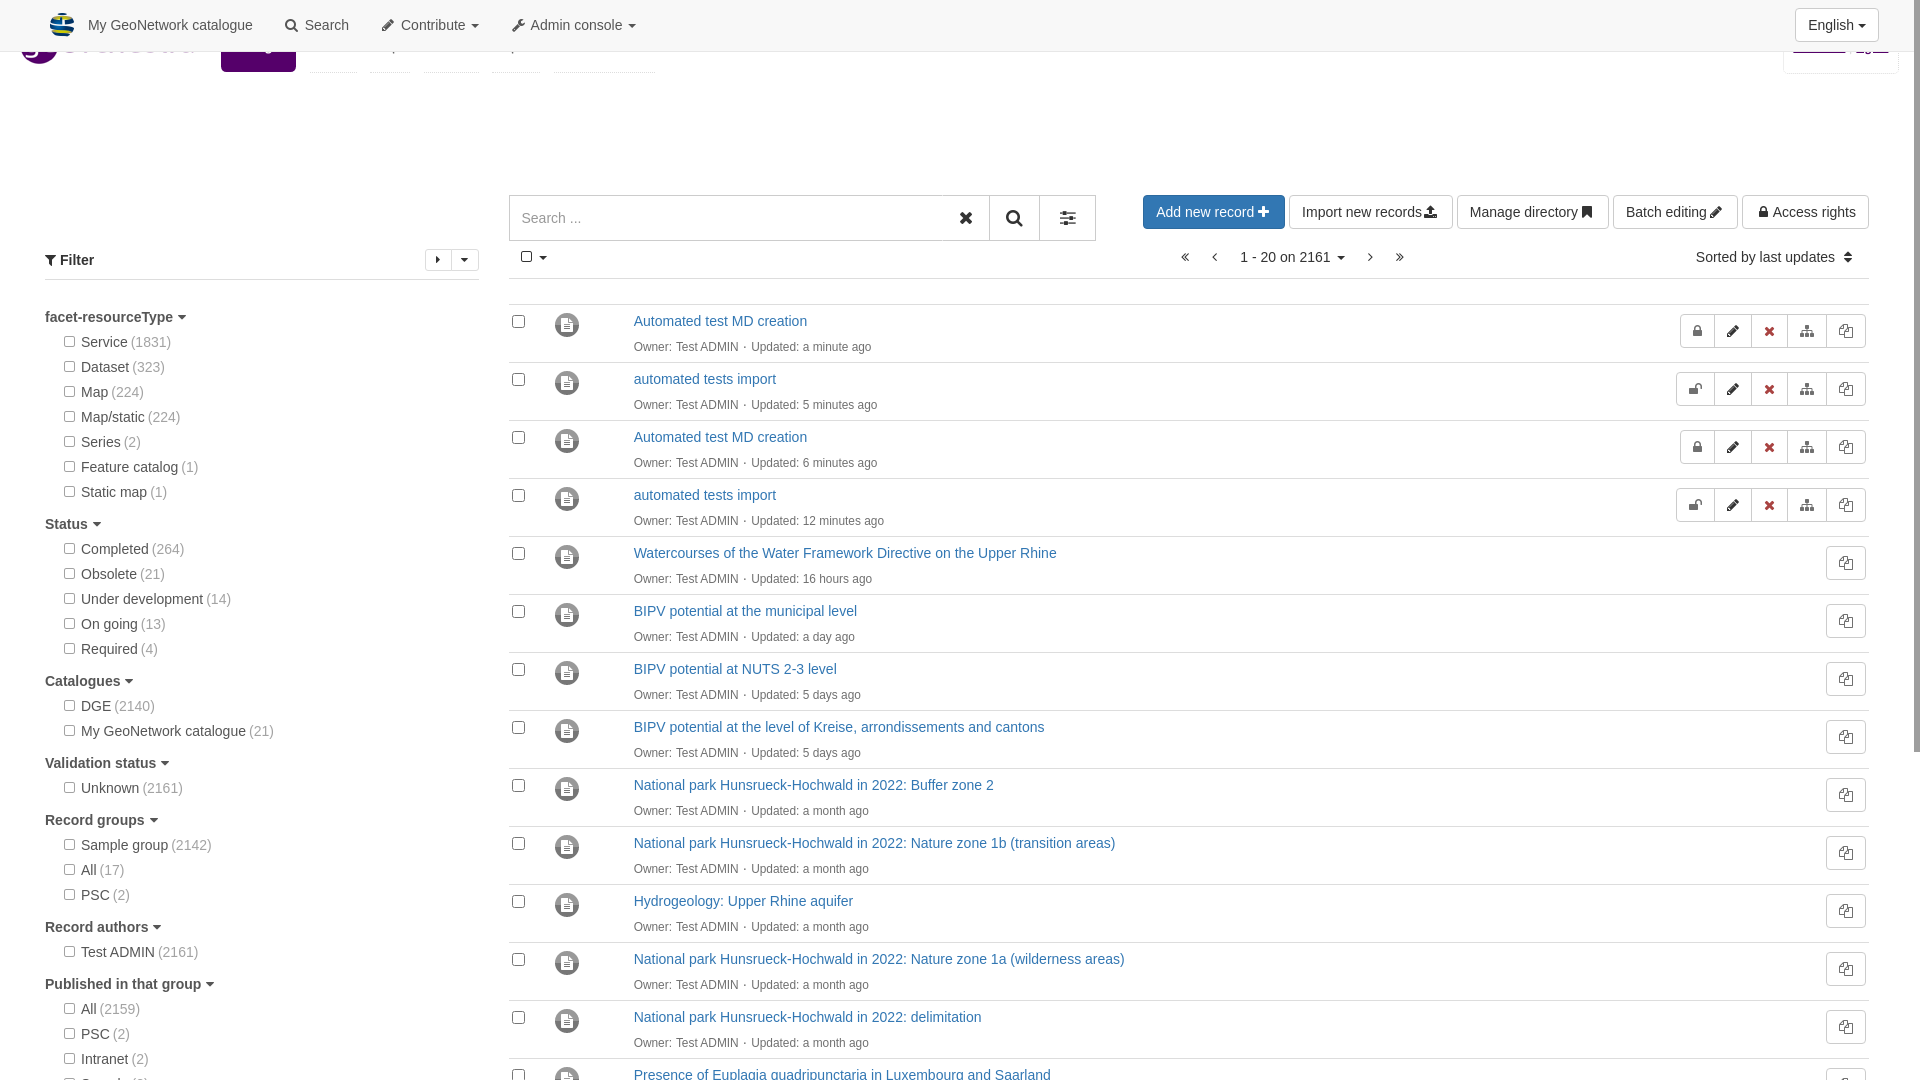 My GeoNetwork catalogue Search Contribute Admin console English
Search ...
Add new record Import new records Manage directory Batch editing Access rights
Filter
1 - 20 on 2161 Sorted by last updates
facet-resourceType
Service (1831)
Dataset (323)
Map (224)
Map/static (224)
Series (2)
Feature catalog (1)
Static map (1)
Status
Completed (264)
Obsolete (21)
Under development (14)
On going (13)
Required (4)
Catalogues
DGE (2140)
My GeoNetwork catalogue (21)
Validation status
Unknown (2161)
Record groups
Sample group (2142)
All (17)
PSC (2)
Record authors
Test ADMIN (2161)
Published in that group
All (2159)
PSC (2)
Intranet (2)
Automated test MD creation
Owner: Test ADMIN · Updated: a minute ago
automated tests import
Owner: Test ADMIN · Updated: 5 minutes ago
Automated test MD creation
Owner: Test ADMIN · Updated: 6 minutes ago
automated tests import
Owner: Test ADMIN · Updated: 12 minutes ago
Watercourses of the Water Framework Directive on the Upper Rhine
Owner: Test ADMIN · Updated: 16 hours ago
BIPV potential at the municipal level
Owner: Test ADMIN · Updated: a day ago
BIPV potential at NUTS 2-3 level
Owner: Test ADMIN · Updated: 5 days ago
BIPV potential at the level of Kreise, arrondissements and cantons
Owner: Test ADMIN · Updated: 5 days ago
National park Hunsrueck-Hochwald in 2022: Buffer zone 2
Owner: Test ADMIN · Updated: a month ago
National park Hunsrueck-Hochwald in 2022: Nature zone 1b (transition areas)
Owner: Test ADMIN · Updated: a month ago
Hydrogeology: Upper Rhine aquifer
Owner: Test ADMIN · Updated: a month ago
National park Hunsrueck-Hochwald in 2022: Nature zone 1a (wilderness areas)
Owner: Test ADMIN · Updated: a month ago
National park Hunsrueck-Hochwald in 2022: delimitation
Owner: Test ADMIN · Updated: a month ago
Presence of Euplagia quadripunctaria in Luxembourg and Saarland